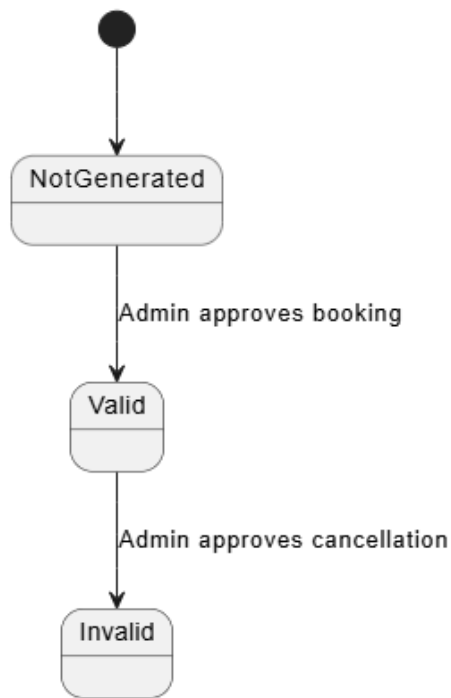 NotGenerated
Admin approves booking
Valid
Admin approves cancellation
Invalid